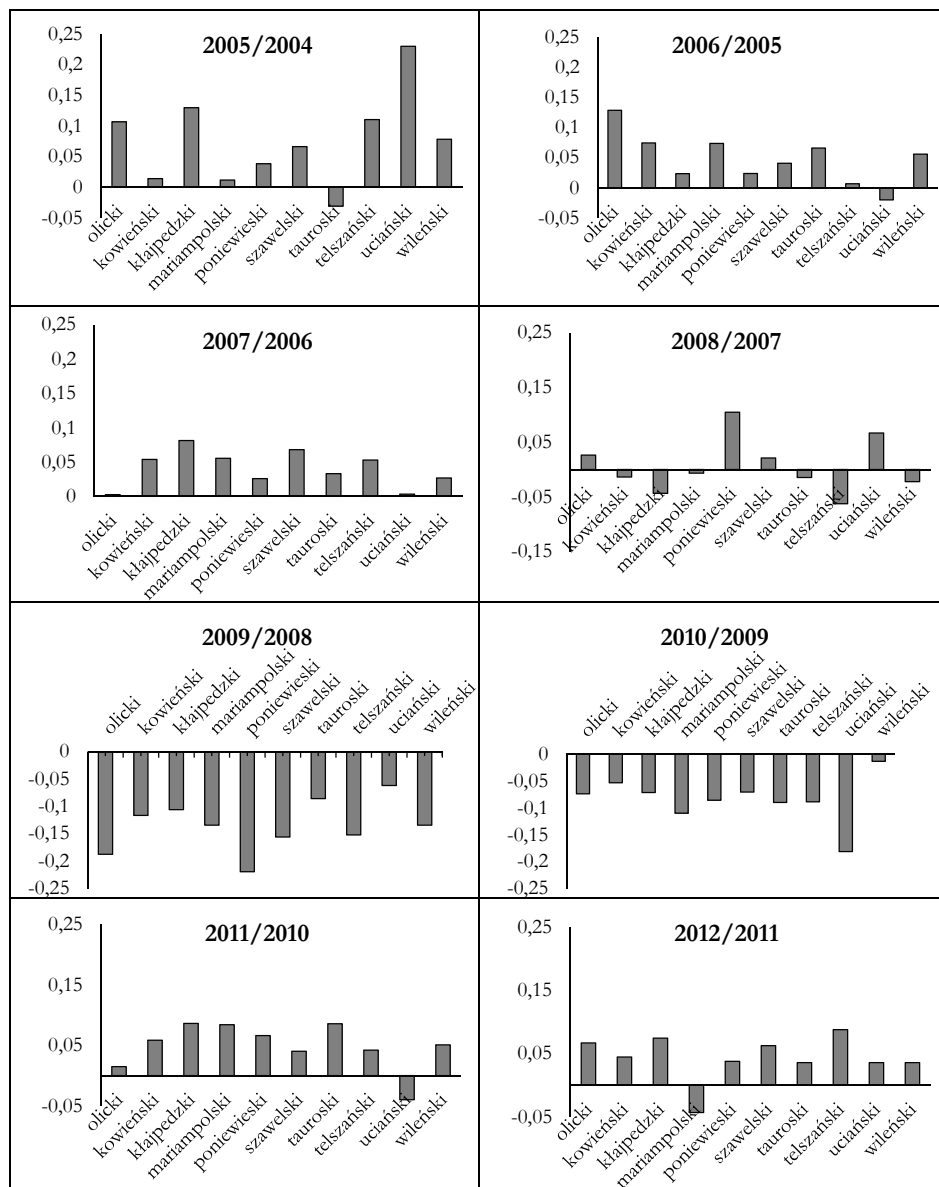 2005/2004
0,25
0,2
0,15
0,1
0,05
0
-0,05
olicki
kowieński
kłajpedzki
mariampolski
poniewieski
szawelski
tauroski
telszański
uciański
wileński
2006/2005
0,25
0,2
0,15
0,1
0,05
0
-0,05
olicki
kowieński
kłajpedzki
mariampolski
poniewieski
szawelski
tauroski
telszański
uciański
wileński
2007/2006
0,25
0,2
0,15
0,1
0,05
0
olicki
kowieński
kłajpedzki
mariampolski
poniewieski
szawelski
tauroski
telszański
uciański
wileński
2008/2007
0,25
0,15
0,05
-0,05
-0,15
olicki
kowieński
kłajpedzki
mariampolski
poniewieski
szawelski
tauroski
telszański
uciański
wileński
2009/2008
olicki
kowieński
kłajpedzki
mariampolski
poniewieski
szawelski
tauroski
telszański
uciański
wileński
0
-0,05
-0,1
-0,15
-0,2
-0,25
2010/2009
olicki
kowieński
kłajpedzki
mariampolski
poniewieski
szawelski
tauroski
telszański
uciański
wileński
0
-0,05
-0,1
-0,15
-0,2
-0,25
2011/2010
0,25
0,15
0,05
-0,05
olicki
kowieński
kłajpedzki
mariampolski
poniewieski
szawelski
tauroski
telszański
uciański
wileński
2012/2011
0,25
0,15
0,05
-0,05
olicki
kowieński
kłajpedzki
mariampolski
poniewieski
szawelski
tauroski
telszański
uciański
wileński